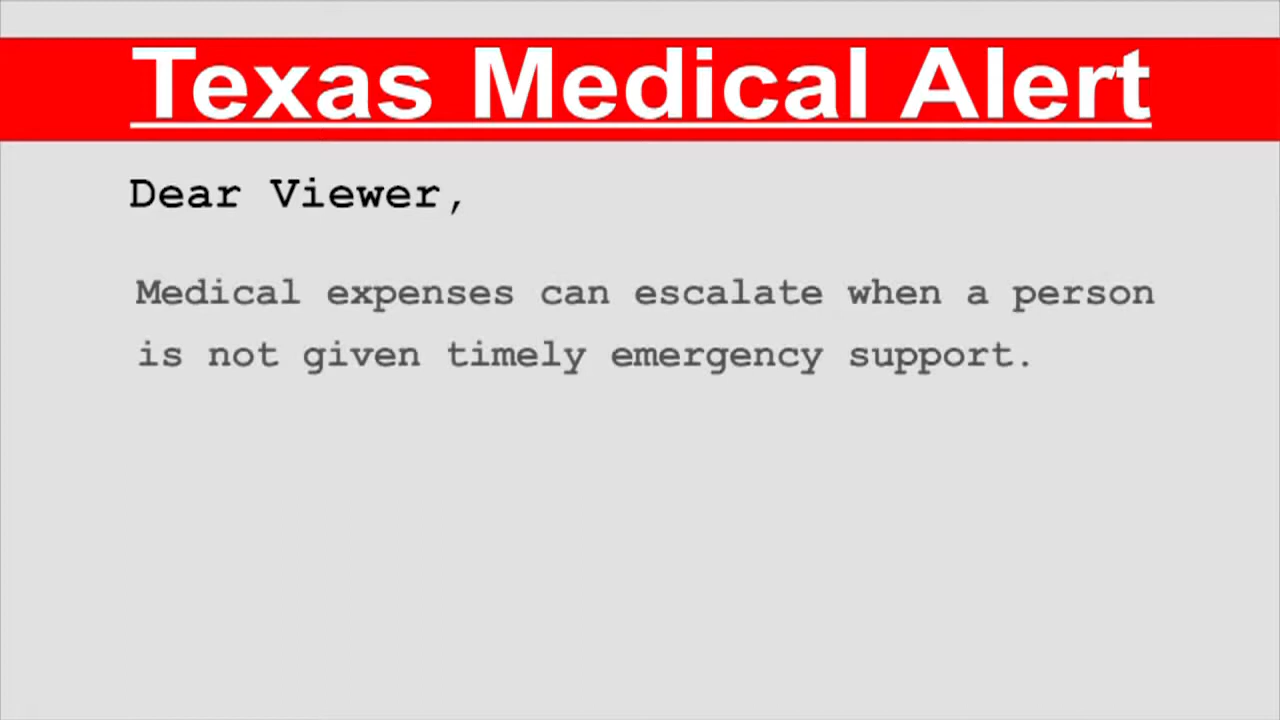 Texas Medical Alert
Dear Viewer,
Medical expenses can escalate when a person
is not given timely emergency support.